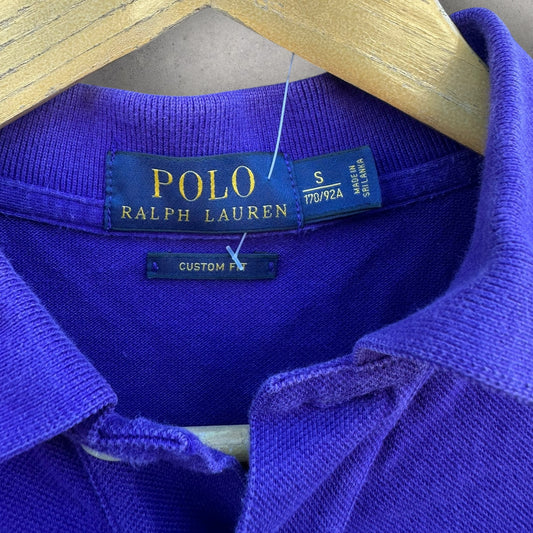 POLO
RALPH LAUREN
S
170/92A
MADE IN
SRI LANKA
CUSTOM FIT